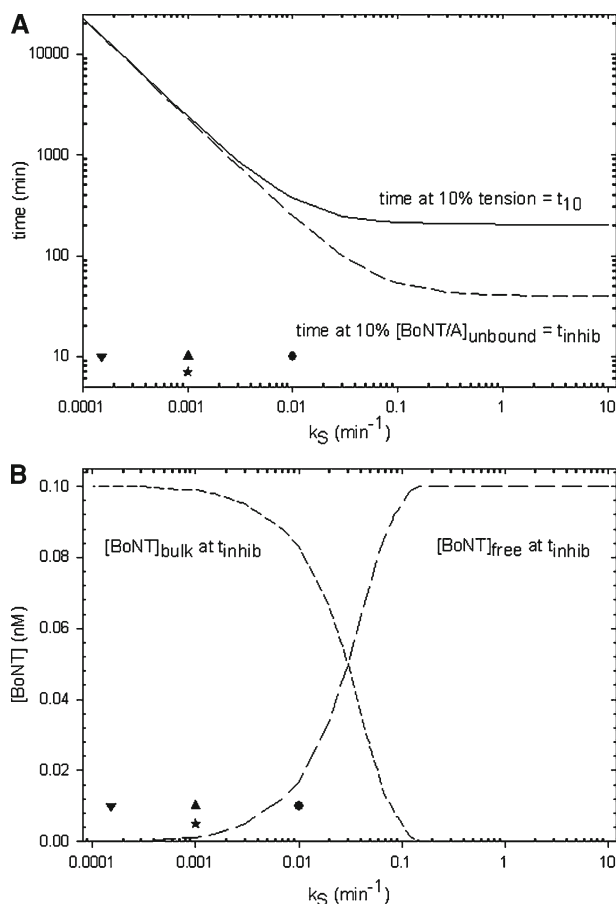 A
10000
1000
100
10
time (min)
time at 10% tension = t10
time at 10% [BoNT/A]unbound = tinhib
0.0001 0.001 0.01 0.1 1 10
kS (min-1)
B
0.10
0.08
0.06
0.04
0.02
0.00
[BoNT] (nM)
[BoNT]bulk at tinhib
[BoNT]free at tinhib
0.0001 0.001 0.01 0.1 1 10
kS (min-1)